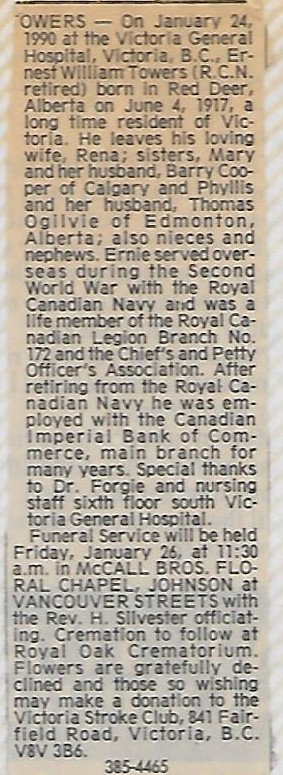 OWERS — On January 24,
1990 at the Victoria General
Hospital, Victoria, B.C., Er-
nest William Towers (R.C.N.
retired) born in Red Deer,
Alberta on June 4, 1917, a
long time resident of Vic-
toria. He leaves his loving
wife, Rena; sisters, Mary
and her husband, Barry Coo-
per of Calgary and Phyllis
and her husband, Thomas
Ogilvie of Edmonton,
Alberta; also nieces and
nephews. Ernie served over-
seas during the Second
World War with the Royal
Canadian Navy and was a
life member of the Royal Ca-
nadian Legion Branch No.
172 and the Chief's and Petty
Officer's Association. After
retiring from the Royal Ca-
nadian Navy he was em-
ployed with the Canadian
Imperial Bank of Com-
merce, main branch for
many years. Special thanks
to Dr. Forgie and nursing
staff sixth floor south Vic-
toria General Hospital.
Funeral Service will be held
Friday, January 26, at 11:30
a.m. in McCALL BROS. FLO-
RAL CHAPEL, JOHNSON at
VANCOUVER STREETS with
the Rev. H. Silvester officiat-
ing. Cremation to follow at
Royal Oak Crematorium.
Flowers are gratefully de-
clined and those so wishing
may make a donation to the
Victoria Stroke Club, 841 Fair-
field Road, Victoria, B.C.
V8V 3B6.
385-4465